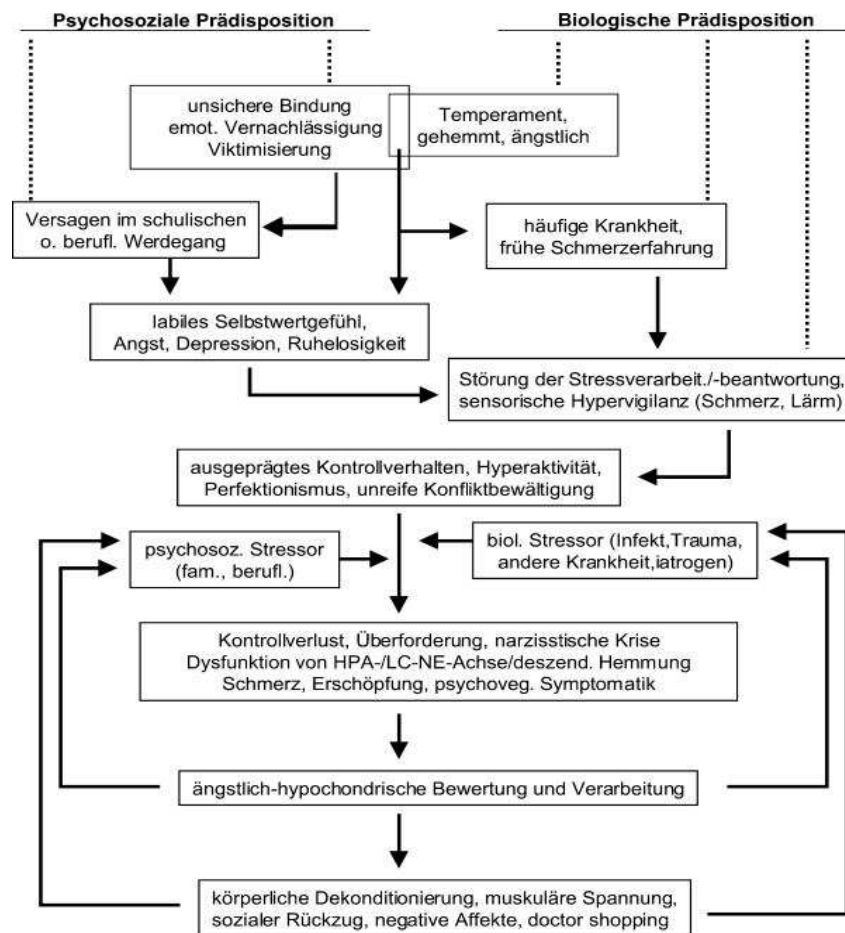 Psychosoziale Prädisposition
Biologische Prädisposition
unsichere Bindung
emot. Vernachlässigung
Viktimisierung
Temperament,
gehemmt, ängstlich
Versagen im schulischen
o. berufl. Werdegang
häufige Krankheit,
frühe Schmerzerfahrung
labiles Selbstwertgefühl,
Angst, Depression, Ruhelosigkeit
Störung der Stressverarbeit./-beantwortung,
sensorische Hypervigilanz (Schmerz, Lärm)
ausgeprägtes Kontrollverhalten, Hyperaktivität,
Perfektionismus, unreife Konfliktbewältigung
psychosoz. Stressor
(fam., berufl.)
biol. Stressor (Infekt,Trauma,
andere Krankheit,iatrogen)
Kontrollverlust, Überforderung, narzisstische Krise
Dysfunktion von HPA-/LC-NE-Achse/deszend. Hemmung
Schmerz, Erschöpfung, psychoveg. Symptomatik
ängstlich-hypochondrische Bewertung und Verarbeitung
körperliche Dekonditionierung, muskuläre Spannung,
sozialer Rückzug, negative Affekte, doctor shopping